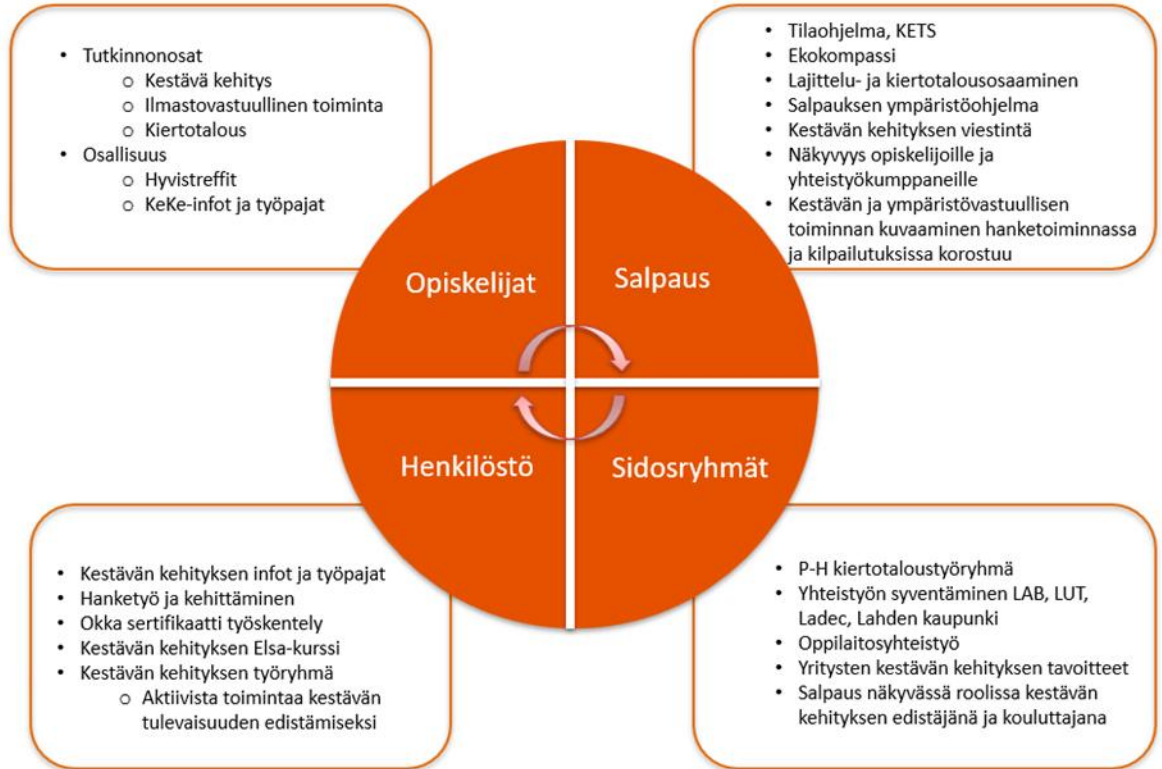 • Tutkinnonosat
o Kestävä kehitys
o Ilmastovastuullinen toiminta
o Kiertotalous
• Osallisuus
o Hyvistreffit
o KeKe-infot ja työpajat
• Tilaohjelma, KETS
• Ekokompassi
• Lajittelu- ja kiertotalousosaaminen
• Salpauksen ympäristöohjelma
• Kestävän kehityksen viestintä
• Näkyvyys opiskelijoille ja
yhteistyökumppaneille
• Kestävän ja ympäristövastuullisen
toiminnan kuvaaminen hanketoiminnassa
ja kilpailutuksissa korostuu
Opiskelijat
Salpaus
Henkilöstö
Sidosryhmät
• Kestävän kehityksen infot ja työpajat
• Hanketyö ja kehittäminen
• Okka sertifikaatti työskentely
• Kestävän kehityksen Elsa-kurssi
• Kestävän kehityksen työryhmä
o Aktiivista toimintaa kestävän
tulevaisuuden edistämiseksi
• P-H kiertotaloustyöryhmä
• Yhteistyön syventäminen LAB, LUT,
Ladec, Lahden kaupunki
• Oppilaitosyhteistyö
• Yritysten kestävän kehityksen tavoitteet
• Salpaus näkyvässä roolissa kestävän
kehityksen edistäjänä ja kouluttajana